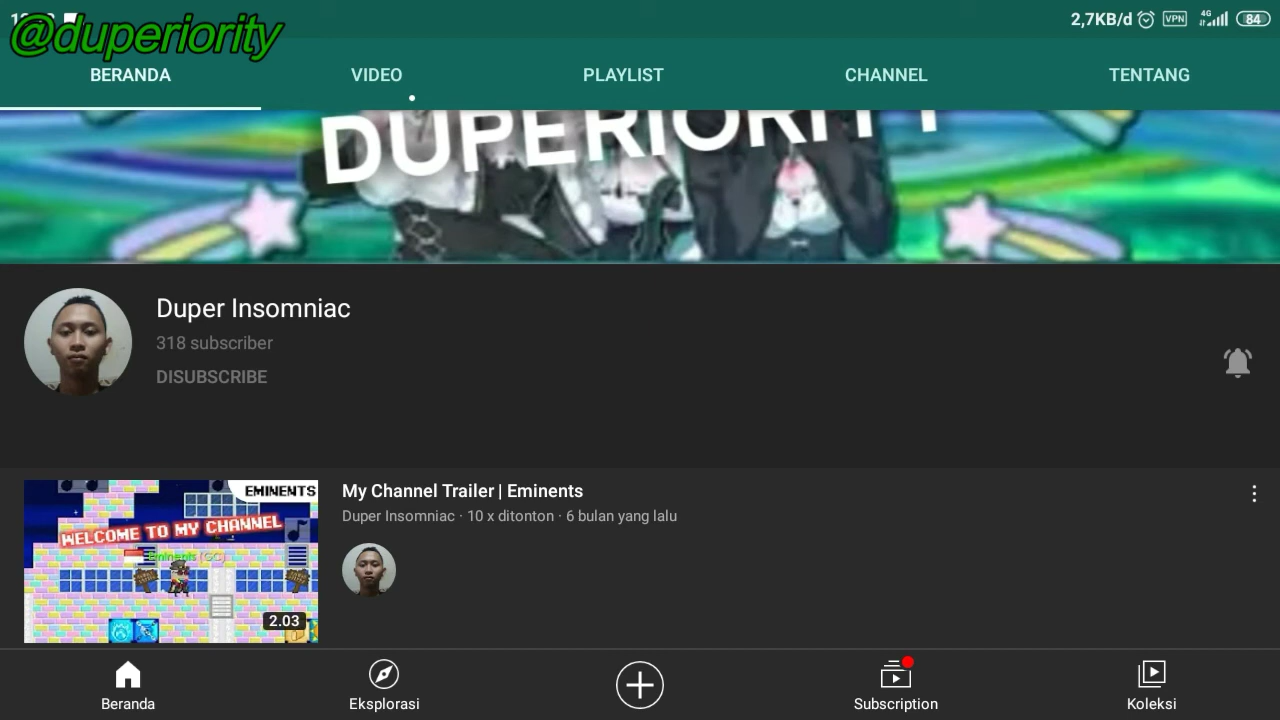 @duperiority
2,7KB/d VPN 4G 84
BERANDA VIDEO PLAYLIST CHANNEL TENTANG
DUPERIORITY
Duper Insomniac
318 subscriber
DISUBSCRIBE
EMINENTS
WELCOME TO MY CHANNEL
Eminents [GC]
2.03
My Channel Trailer | Eminents
Duper Insomniac · 10 x ditonton · 6 bulan yang lalu
Beranda Eksplorasi Subscription Koleksi